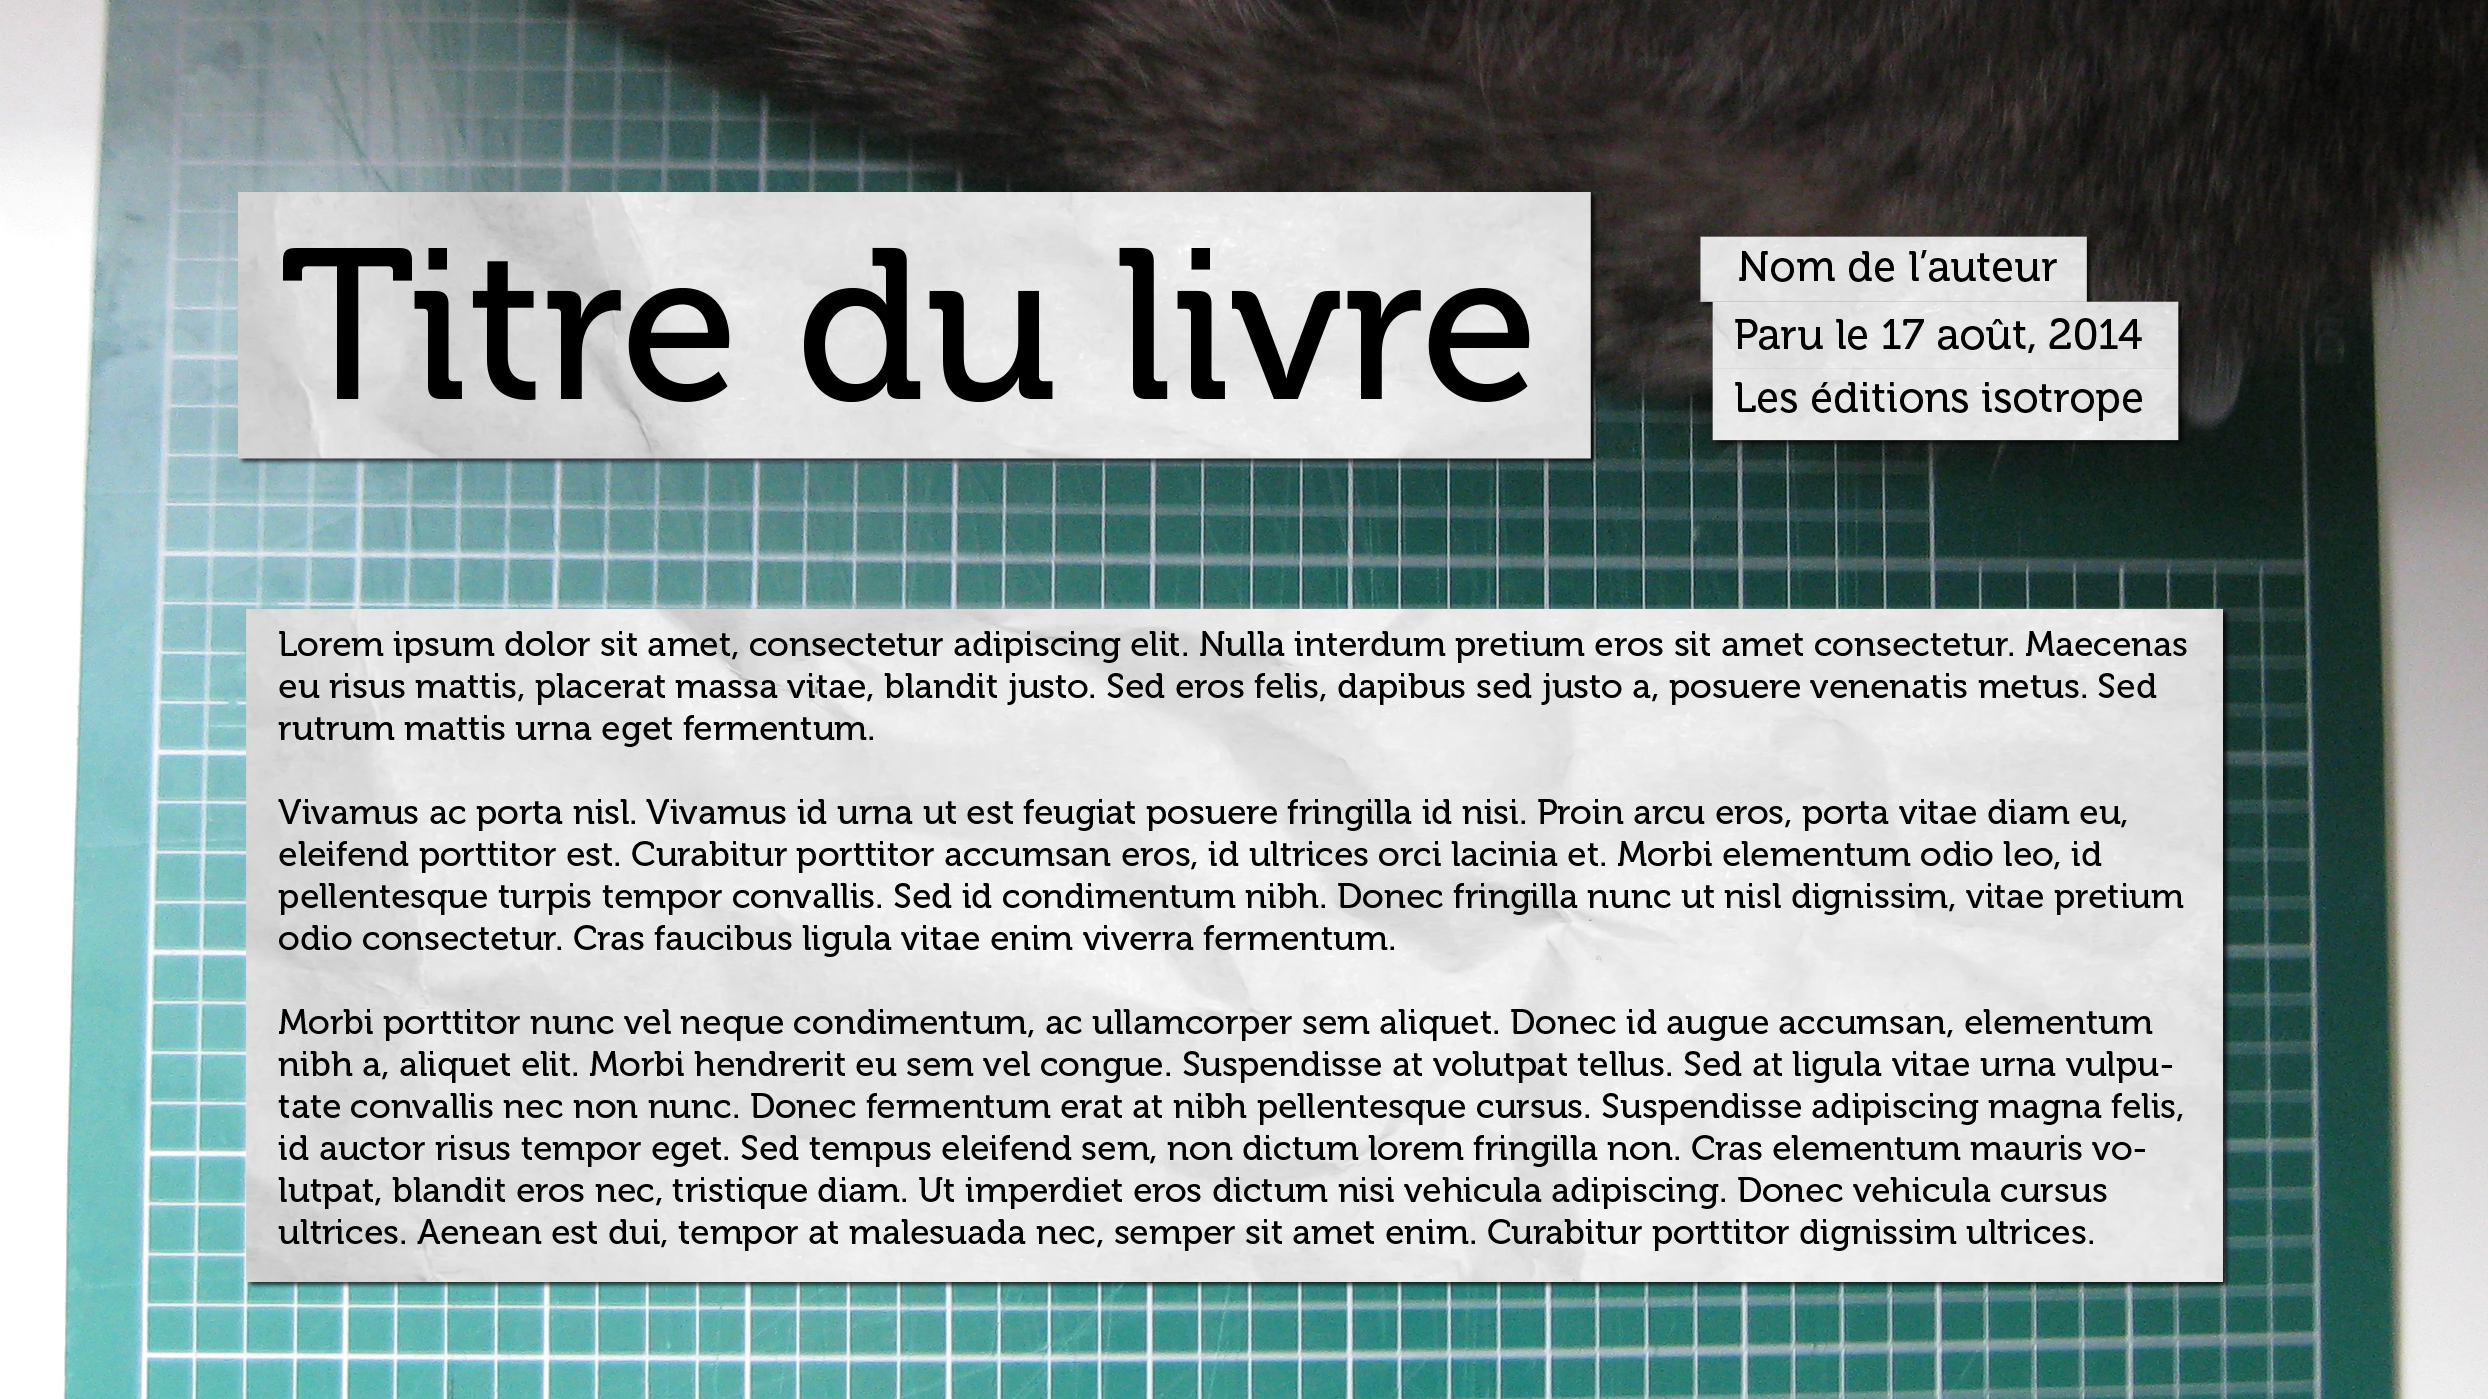 Titre du livre
Nom de l’auteur
Paru le 17 août, 2014
Les éditions isotrope
Lorem ipsum dolor sit amet, consectetur adipiscing elit. Nulla interdum pretium eros sit amet consectetur. Maecenas
eu risus mattis, placerat massa vitae, blandit justo. Sed eros felis, dapibus sed justo a, posuere venenatis metus. Sed
rutrum mattis urna eget fermentum.
Vivamus ac porta nisl. Vivamus id urna ut est feugiat posuere fringilla id nisi. Proin arcu eros, porta vitae diam eu,
eleifend porttitor est. Curabitur porttitor accumsan eros, id ultrices orci lacinia et. Morbi elementum odio leo, id
pellentesque turpis tempor convallis. Sed id condimentum nibh. Donec fringilla nunc ut nisl dignissim, vitae pretium
odio consectetur. Cras faucibus ligula vitae enim viverra fermentum.
Morbi porttitor nunc vel neque condimentum, ac ullamcorper sem aliquet. Donec id augue accumsan, elementum
nibh a, aliquet elit. Morbi hendrerit eu sem vel congue. Suspendisse at volutpat tellus. Sed at ligula vitae urna vulpu-
tate convallis nec non nunc. Donec fermentum erat at nibh pellentesque cursus. Suspendisse adipiscing magna felis,
id auctor risus tempor eget. Sed tempus eleifend sem, non dictum lorem fringilla non. Cras elementum mauris vo-
lutpat, blandit eros nec, tristique diam. Ut imperdiet eros dictum nisi vehicula adipiscing. Donec vehicula cursus
ultrices. Aenean est dui, tempor at malesuada nec, semper sit amet enim. Curabitur porttitor dignissim ultrices.